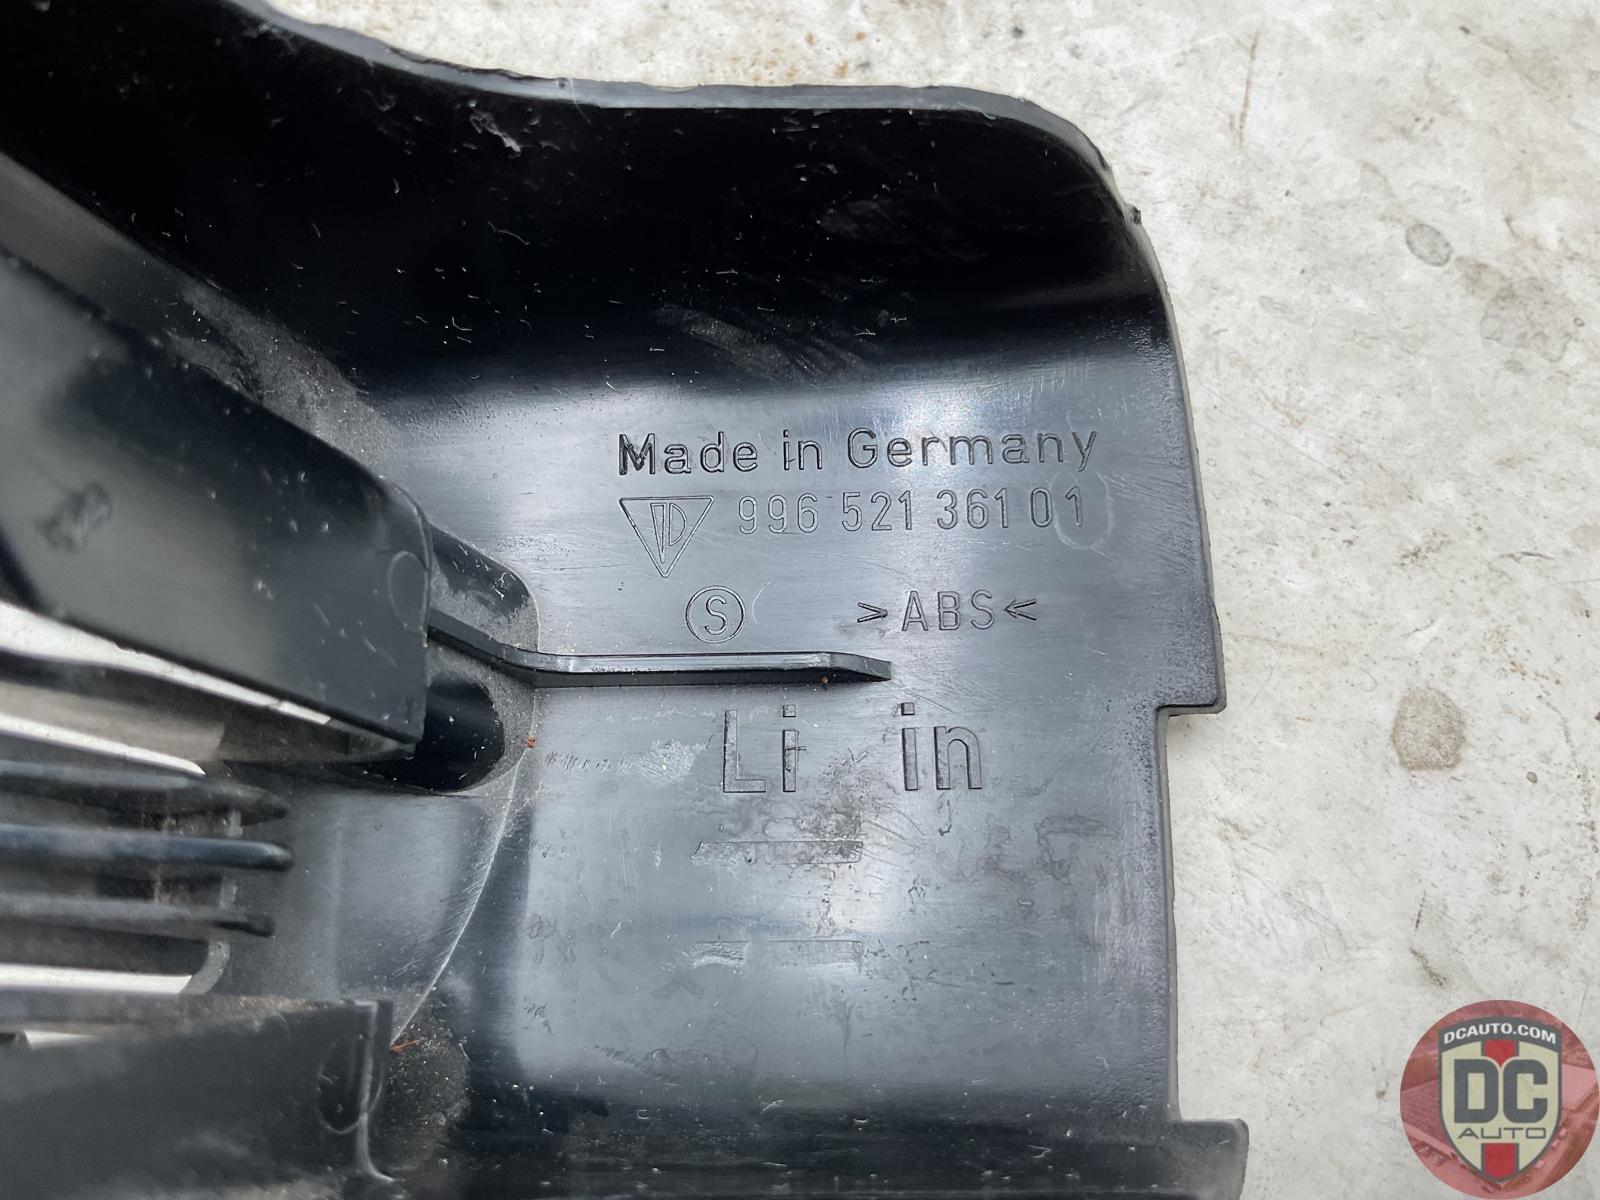 Made in Germany
996 521 361 01
S >ABS<
Li in
DCAUTO.COM
DC
AUTO